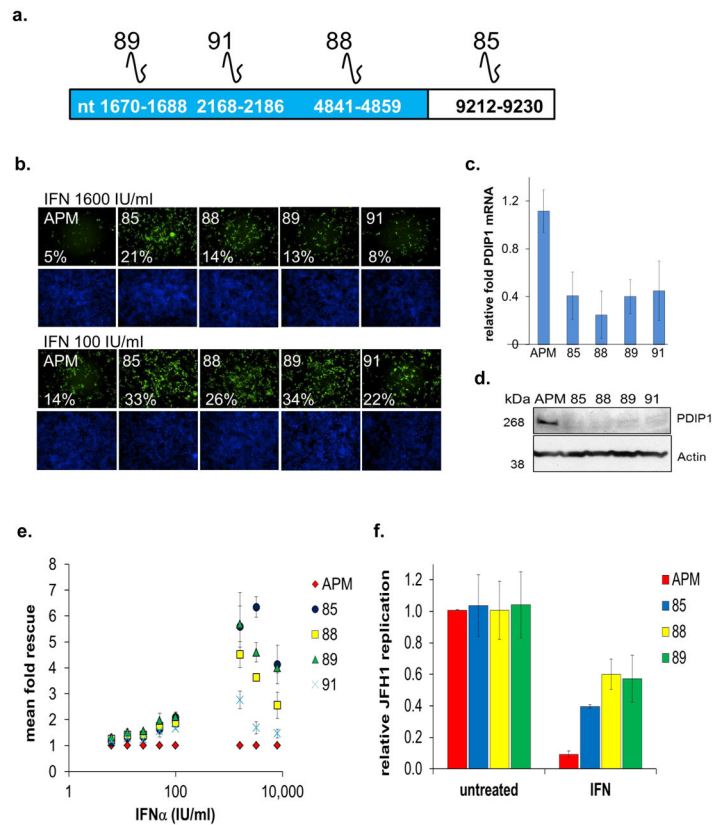 a.
89 91 88 85
nt 1670-1688 2168-2186 4841-4859 9212-9230
b.
IFN 1600 IU/ml
APM 85 88 89 91
5% 21% 14% 13% 8%
IFN 100 IU/ml
APM 85 88 89 91
14% 33% 26% 34% 22%
c.
relative fold PDIP1 mRNA
1.2
0.8
0.4
0
APM 85 88 89 91
d.
kDa APM 85 88 89 91
268 PDIP1
38 Actin
e.
mean fold rescue
8
7
6
5
4
3
2
1
0
1 100 10,000
IFNα (IU/ml)
APM
85
88
89
91
f.
relative JFH1 replication
1.2
1.0
0.8
0.6
0.4
0.2
0.0
untreated IFN
APM
85
88
89